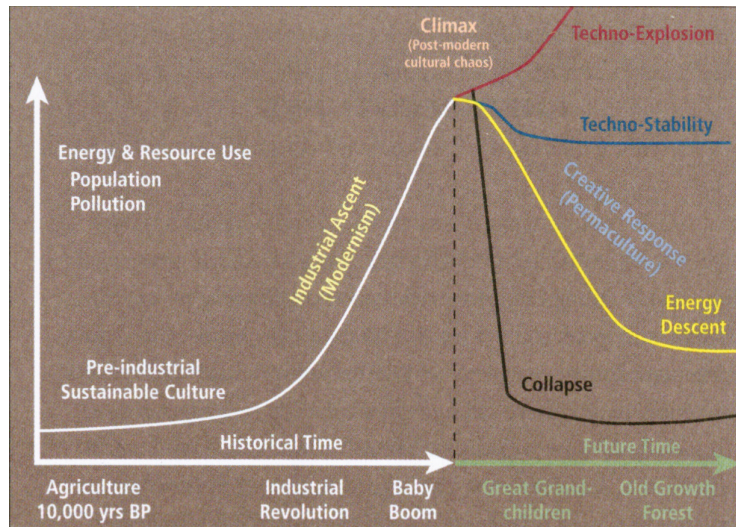 Climax
(Post-modern
cultural chaos)
Techno-Explosion
Techno-Stability
Energy & Resource Use
Population
Pollution
Industrial Ascent
(Modernism)
Creative Response
(Permaculture)
Energy
Descent
Pre-industrial
Sustainable Culture
Collapse
Historical Time
Future Time
Agriculture
10,000 yrs BP
Industrial
Revolution
Baby
Boom
Great Grand-
children
Old Growth
Forest